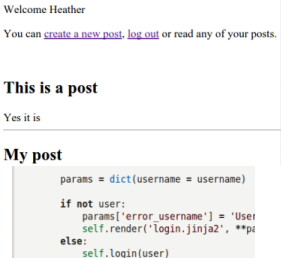 Welcome Heather
You can create a new post, log out or read any of your posts.
This is a post
Yes it is
My post
params = dict(username = username)
if not user:
params['error_username'] = 'User
self.render('login.jinja2', **pa
else:
self.login(user)